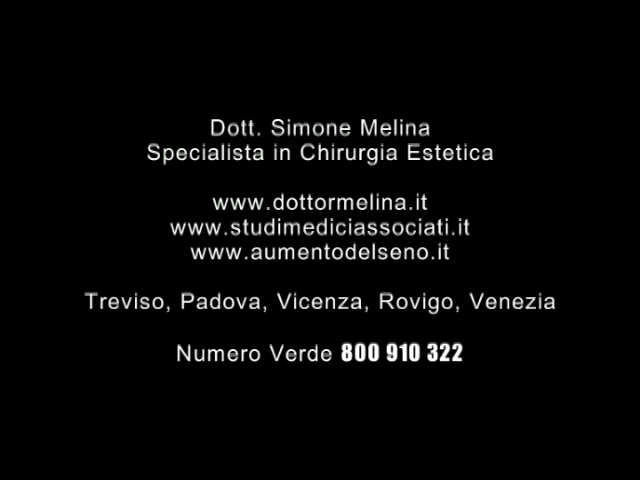 Dott. Simone Melina
Specialista in Chirurgia Estetica
www.dottormelina.it
www.studimediciassociati.it
www.aumentodelseno.it
Treviso, Padova, Vicenza, Rovigo, Venezia
Numero Verde 800 910 322